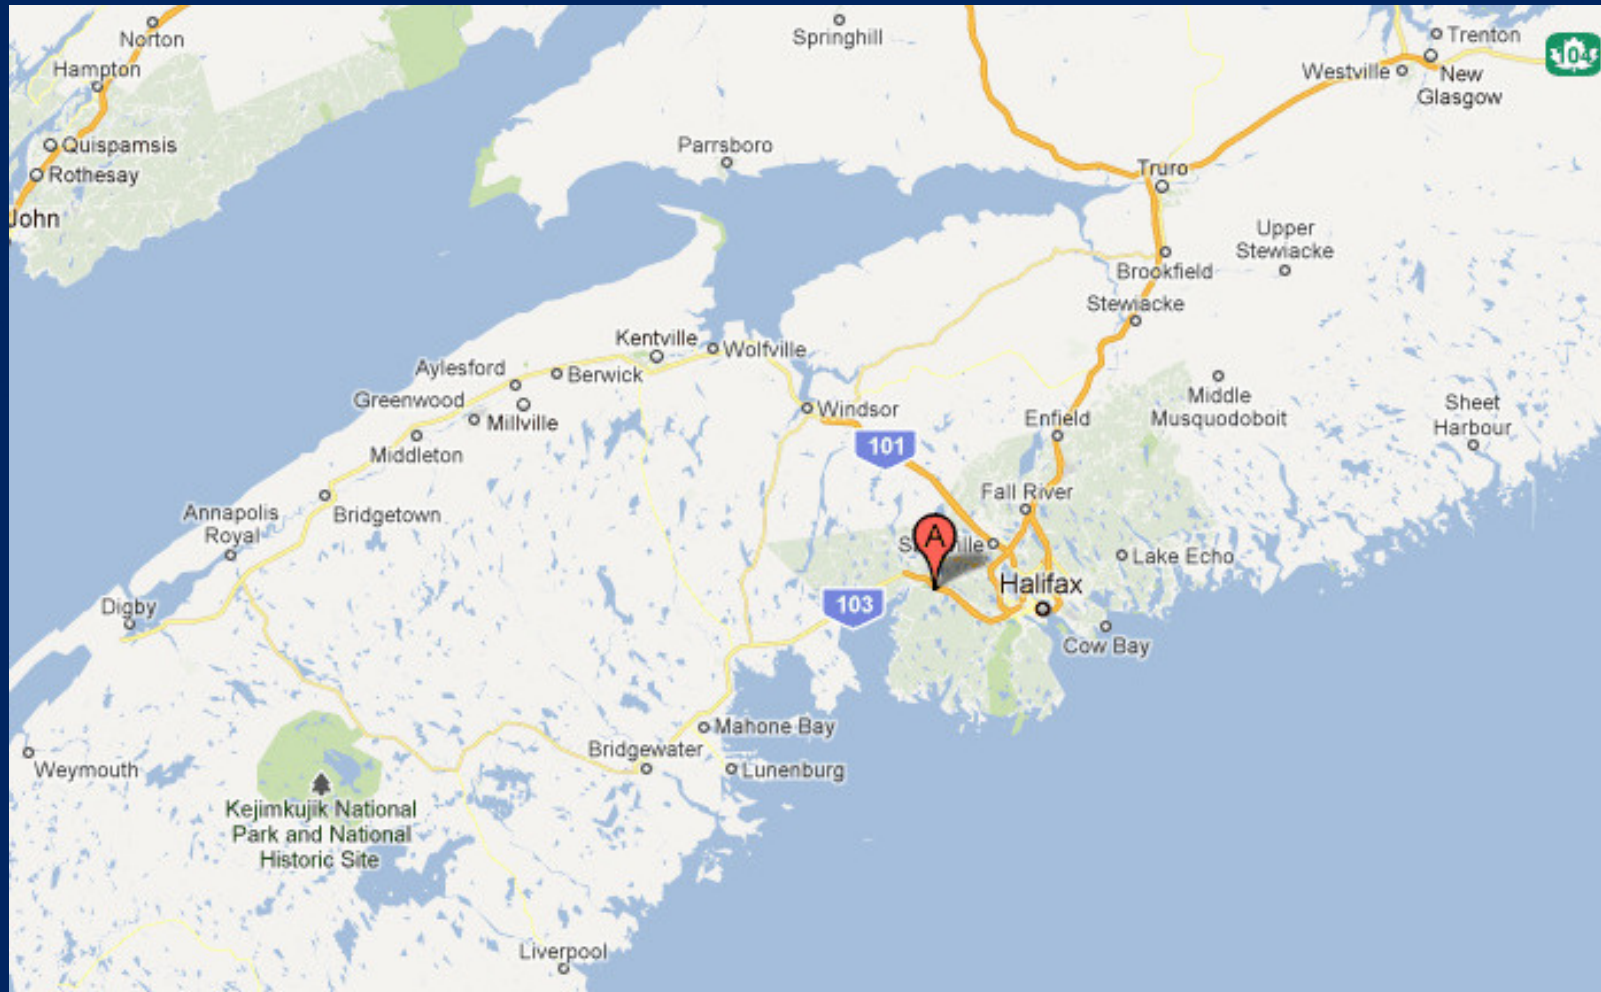 Norton
Springhill
Trenton
104
Hampton
Westville
New
Glasgow
Quispamsis
Parrsboro
Rothesay
Truro
John
Upper
Stewiacke
Brookfield
Stewiacke
Kentville
Wolfville
Aylesford
Berwick
Greenwood
Millville
Windsor
Middle
Musquodoboit
Sheet
Harbour
Enfield
Middleton
101
Fall River
Annapolis
Royal
Bridgetown
A
Lake Echo
Halifax
103
Digby
Cow Bay
Mahone Bay
Bridgewater
Weymouth
Lunenburg
Kejimkujik National
Park and National
Historic Site
Liverpool